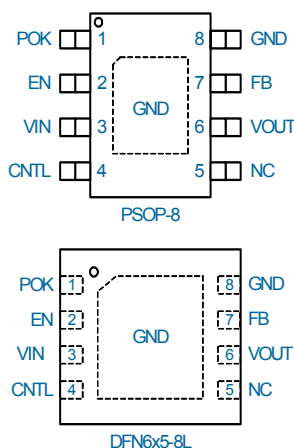 POK 1 8 GND
EN 2 7 FB
GND
VIN 3 6 VOUT
CNTL 4 5 NC
PSOP-8
POK 1 8 GND
EN 2 7 FB
GND
VIN 3 6 VOUT
CNTL 4 5 NC
DFN6x5-8L